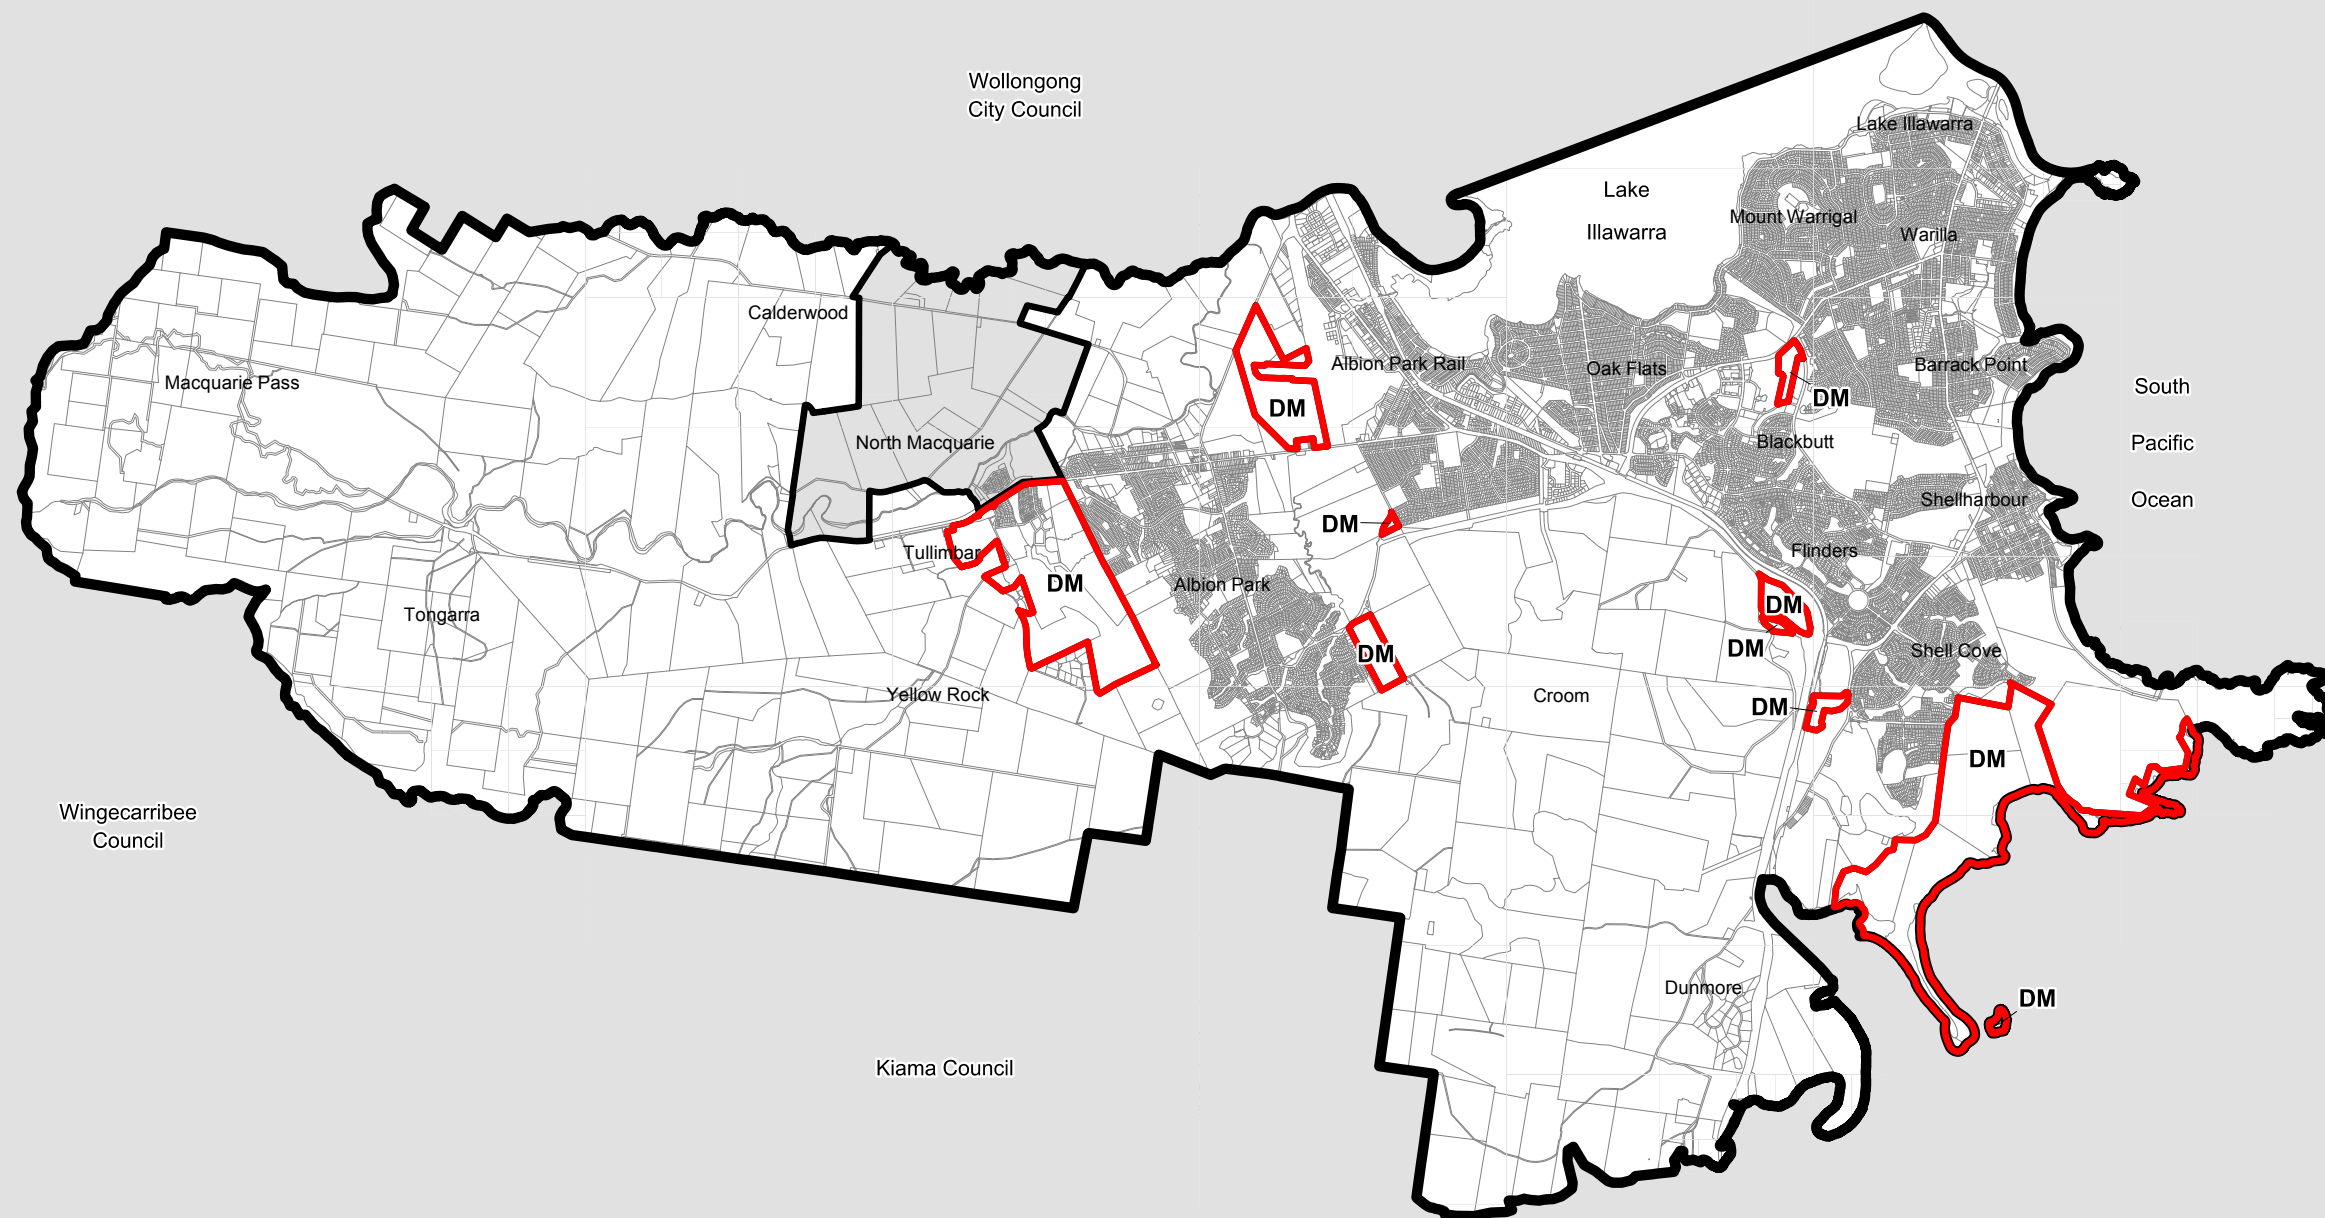 Wollongong
City Council
Lake Illawarra
Lake
Illawarra
Mount Warrigal
Warilla
Calderwood
Macquarie Pass
Albion Park Rail
Oak Flats
Barrack Point
South
Pacific
Ocean
DM
DM
North Macquarie
Blackbutt
Shellharbour
DM
Tullimbar
Flinders
DM
Albion Park
DM
Tongarra
DM
DM
Shell Cove
Yellow Rock
Croom
DM
DM
Wingecarribee
Council
Dunmore
DM
Kiama Council